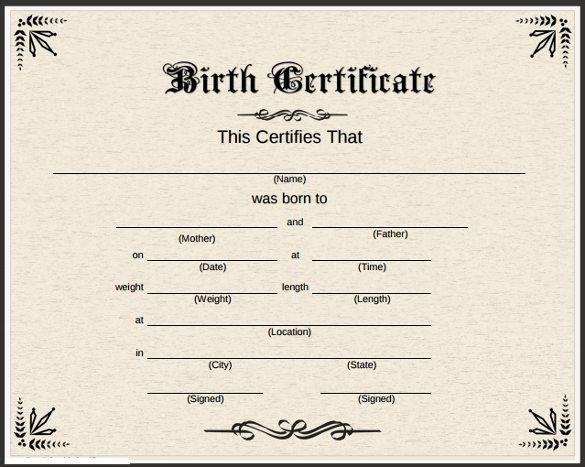 Birth Certificate
This Certifies That
(Name)
was born to
and
(Mother) (Father)
on at
(Date) (Time)
weight length
(Weight) (Length)
at
(Location)
in
(City) (State)
(Signed) (Signed)